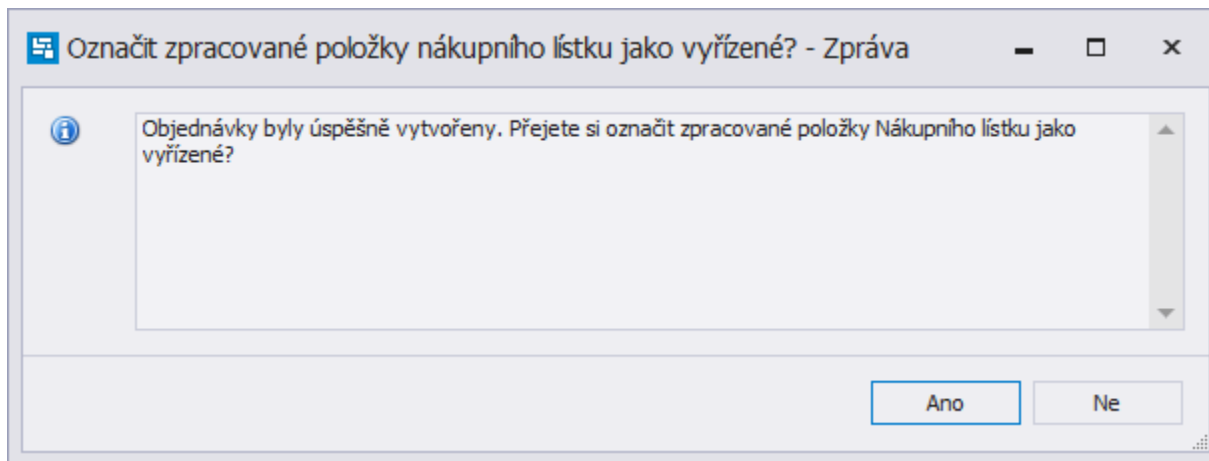 Označit zpracované položky nákupního lístku jako vyřízené? - Zpráva
Objednávky byly úspěšně vytvořeny. Přejete si označit zpracované položky Nákupního lístku jako
vyřízené?
Ano
Ne